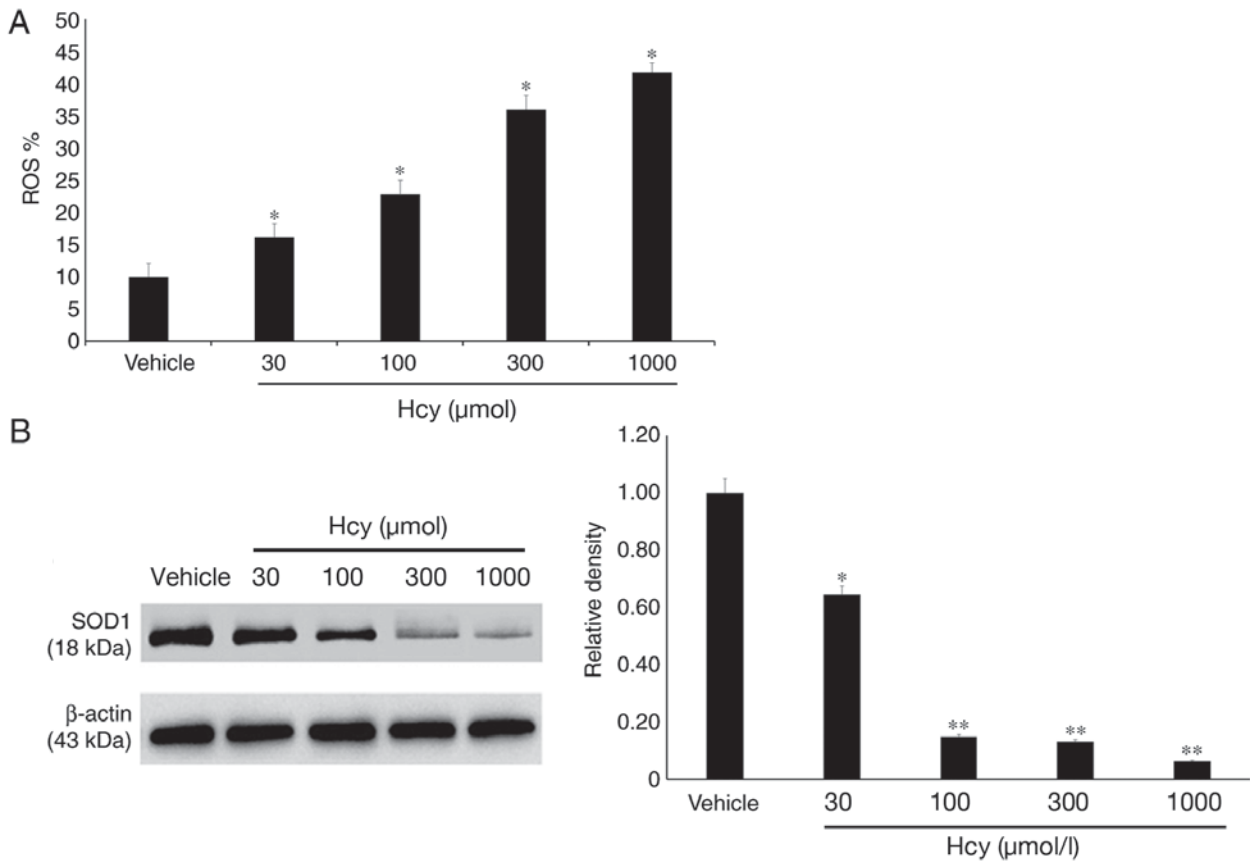 A
50
45
40
35
30
25
20
15
10
5
0
ROS %
*
*
*
*
Vehicle 30 100 300 1000
Hcy (µmol)
B
Hcy (µmol)
Vehicle 30 100 300 1000
SOD1
(18 kDa)
β-actin
(43 kDa)
1.20
1.00
0.80
0.60
0.40
0.20
0
Relative density
*
**
**
**
Vehicle 30 100 300 1000
Hcy (µmol/l)